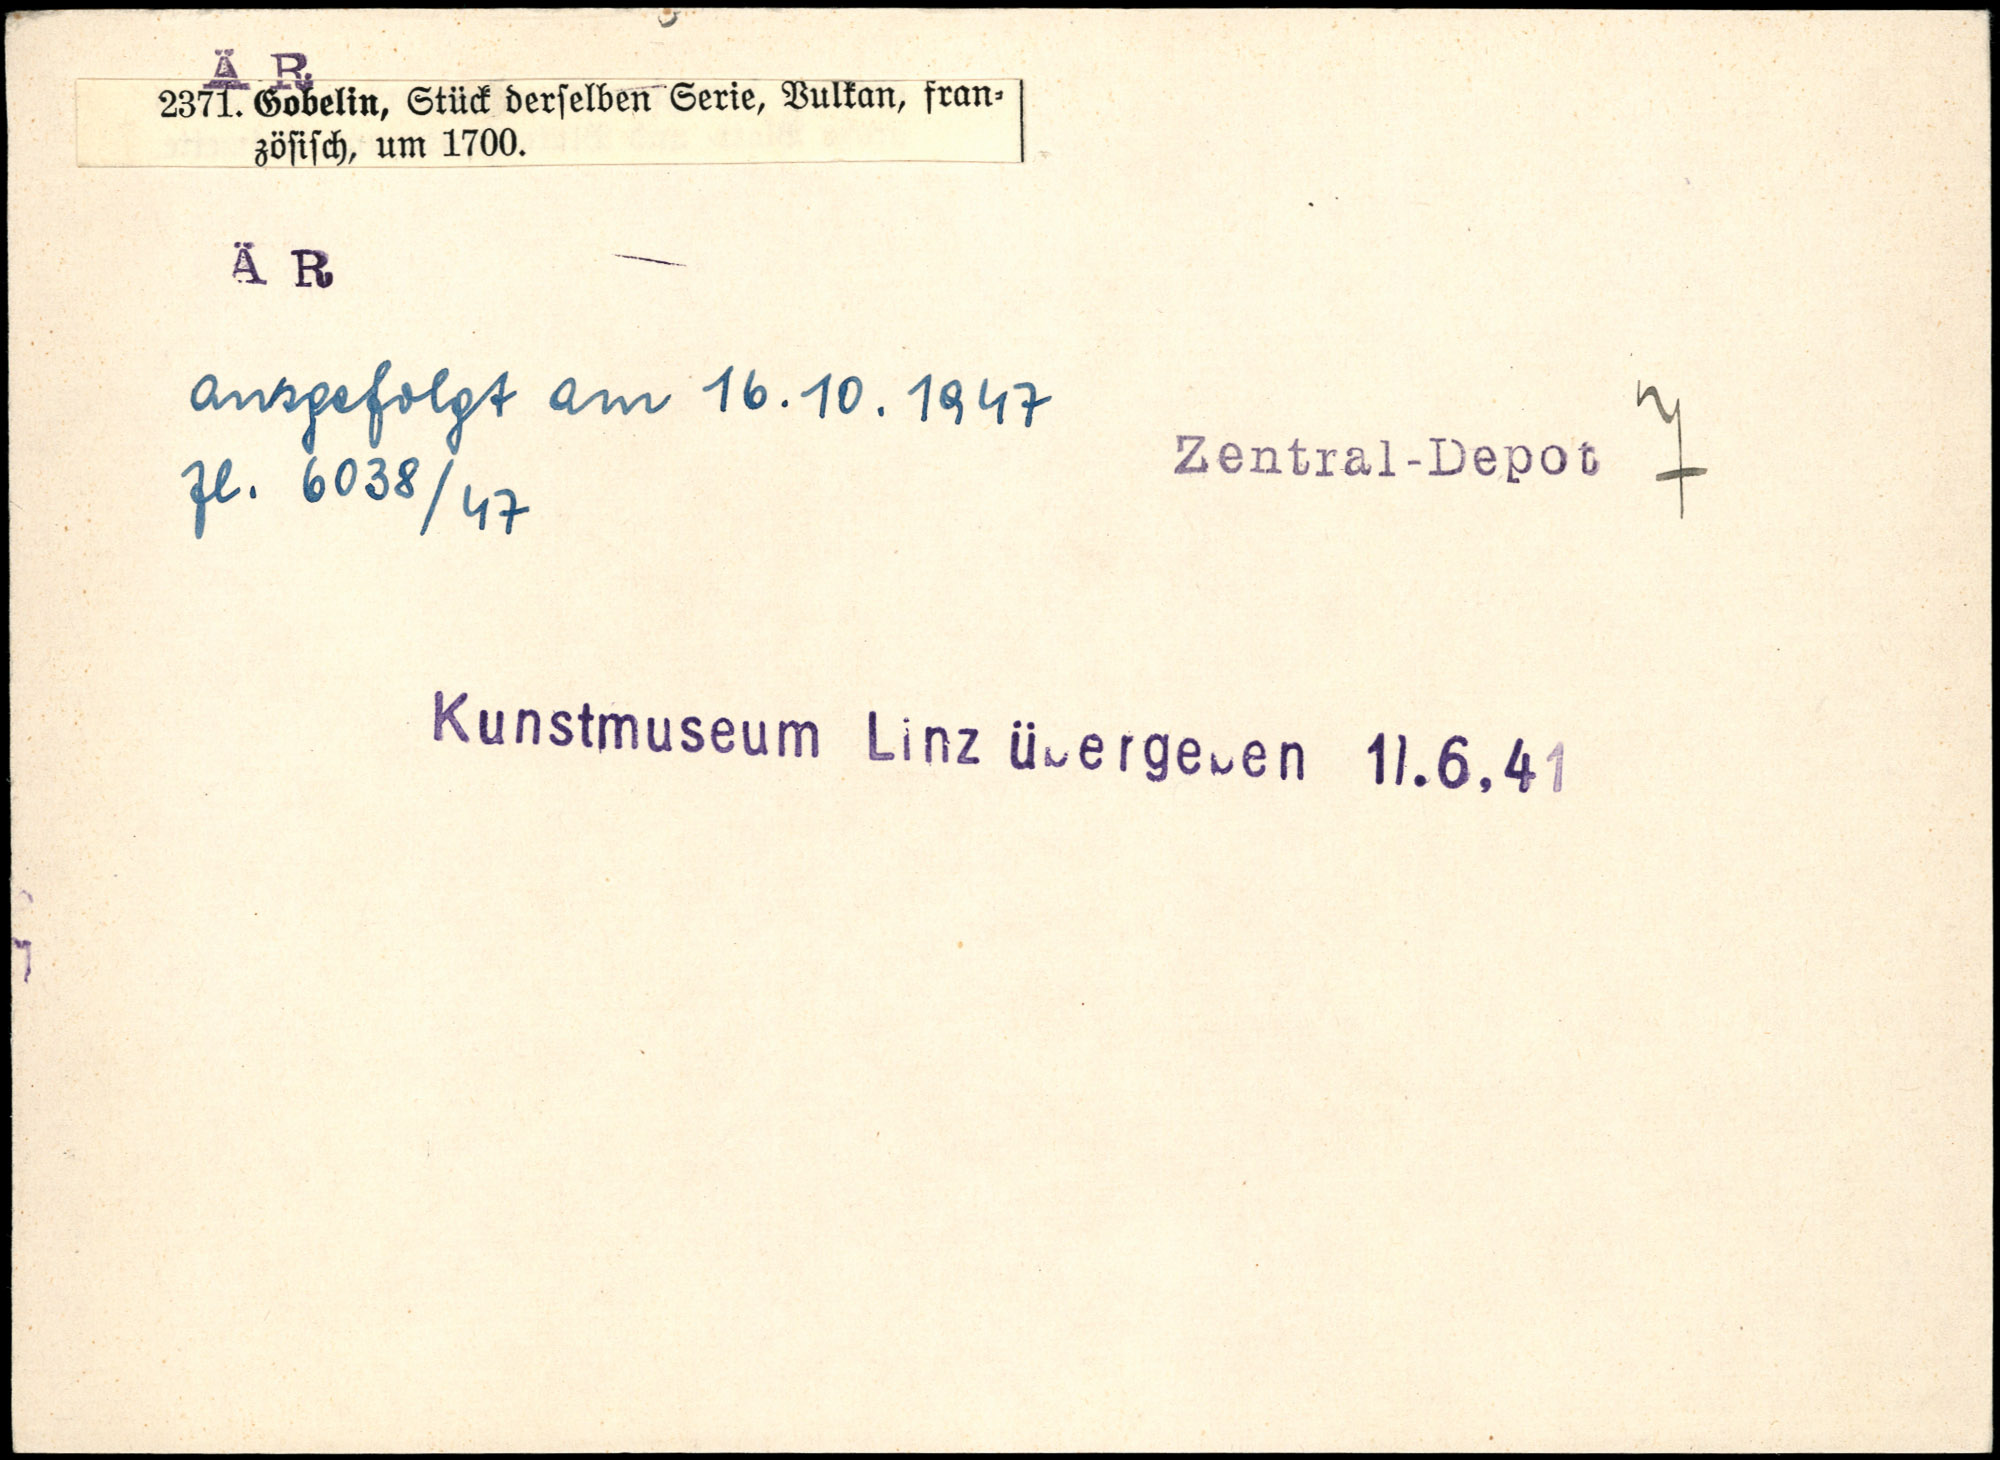 Ä R
2371. Gobelin, Stück derselben Serie, Vulkan, fran-
zösisch, um 1700.
Ä R
ausgefolgt am 16.10.1947
Zl. 6038/47
Zentral-Depot
Kunstmuseum Linz übergeben 11.6.41